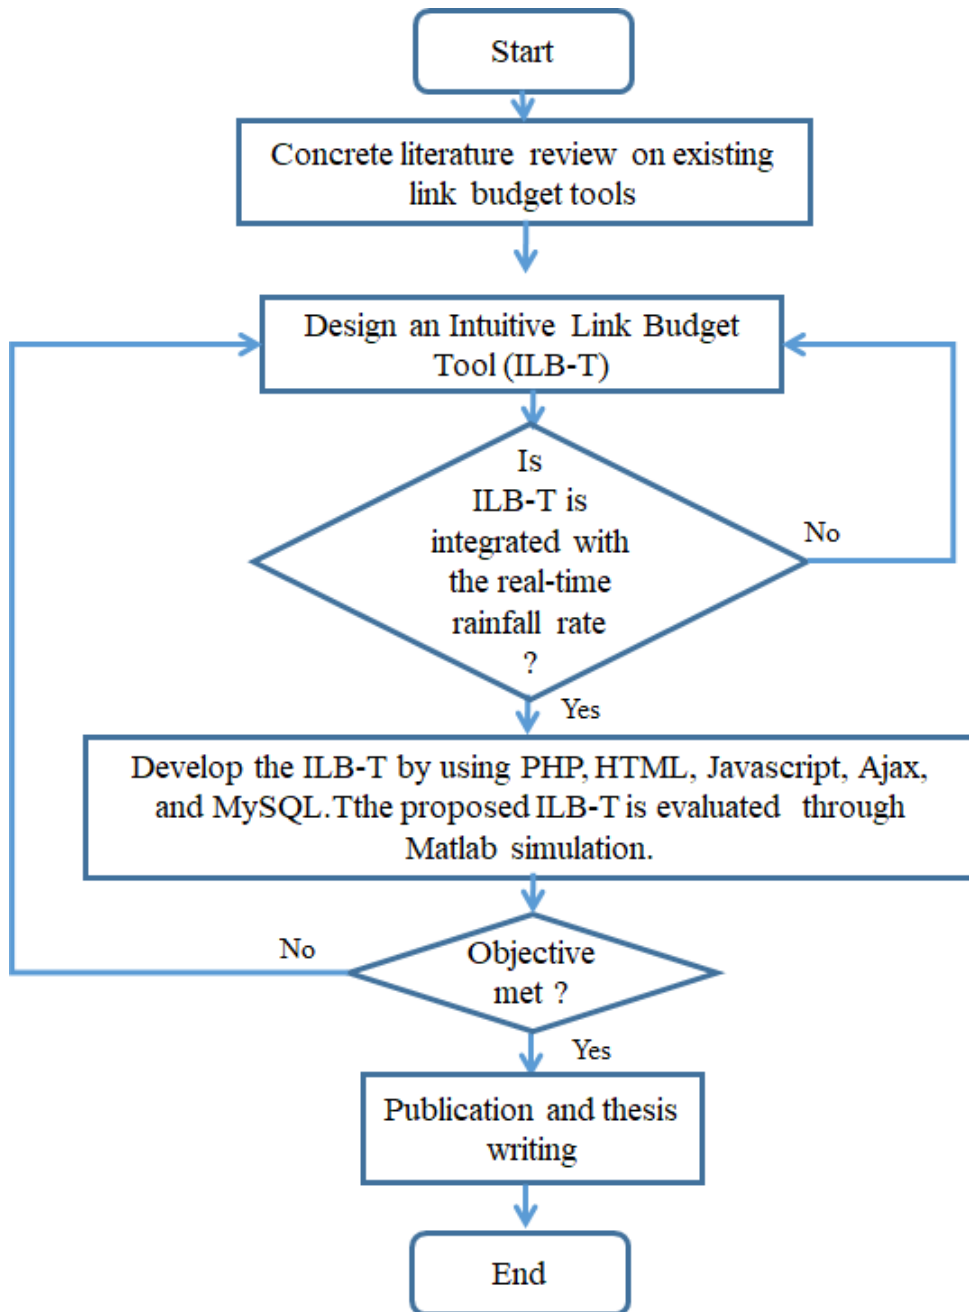 Start
Concrete literature review on existing
link budget tools
Design an Intuitive Link Budget
Tool (ILB-T)
Is
ILB-T is
integrated with
the real-time
rainfall rate
?
No
Yes
Develop the ILB-T by using PHP, HTML, Javascript, Ajax,
and MySQL.Tthe proposed ILB-T is evaluated through
Matlab simulation.
No
Objective
met ?
Yes
Publication and thesis
writing
End